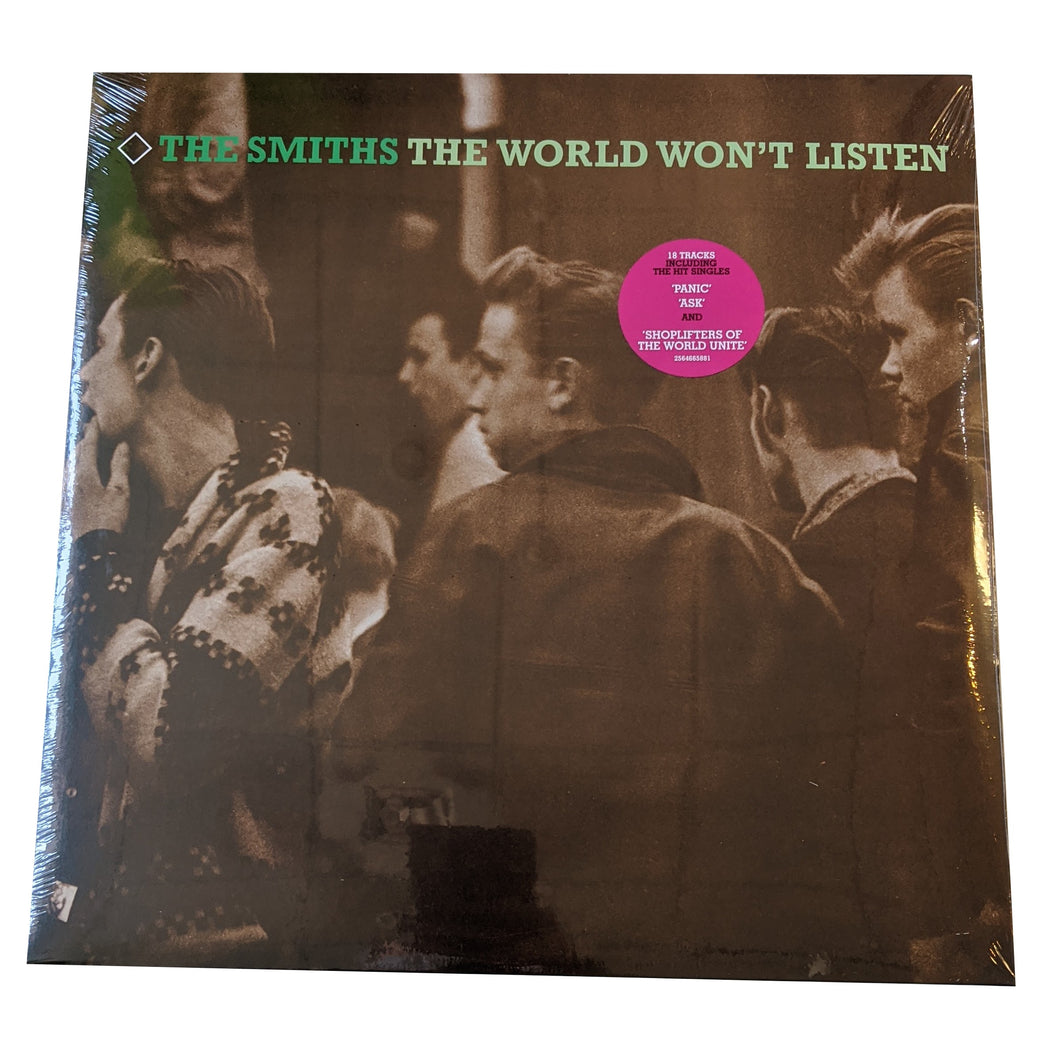 THE SMITHS THE WORLD WON'T LISTEN
18 TRACKS
INCLUDING
THE HIT SINGLES
'PANIC'
'ASK'
AND
'SHOPLIFTERS OF
THE WORLD UNITE'
2564665881